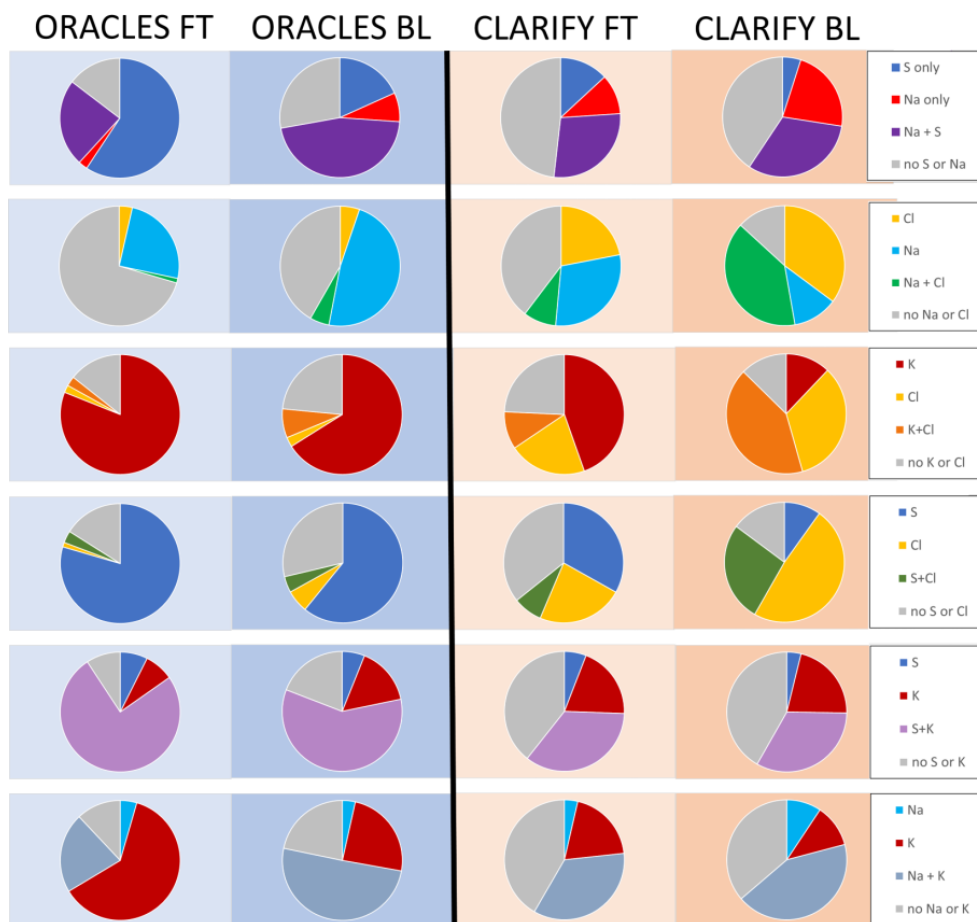 ORACLES FT ORACLES BL CLARIFY FT CLARIFY BL
S only
Na only
Na + S
no S or Na
Cl
Na
Na + Cl
no Na or Cl
K
Cl
K+Cl
no K or Cl
S
Cl
S+Cl
no S or Cl
S
K
S+K
no S or K
Na
K
Na + K
no Na or K